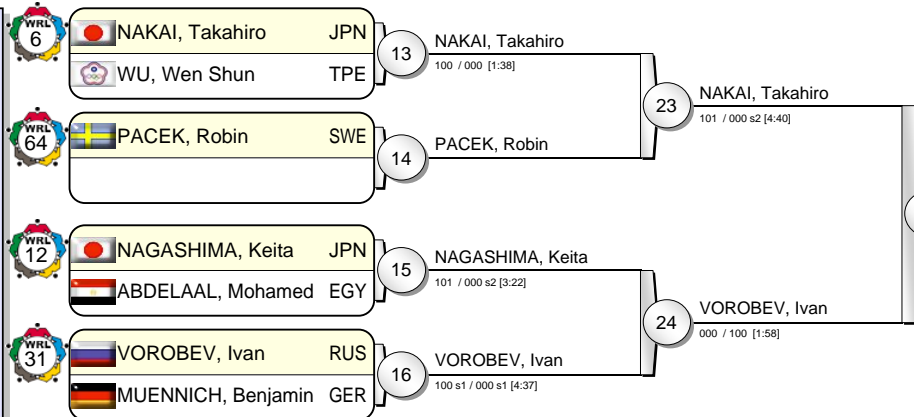 WRL
6
NAKAI, Takahiro JPN
WU, Wen Shun TPE
13
NAKAI, Takahiro
100 / 000 [1:38]
WRL
64
PACEK, Robin SWE
14
PACEK, Robin
23
NAKAI, Takahiro
101 / 000 s2 [4:40]
WRL
12
NAGASHIMA, Keita JPN
ABDELAAL, Mohamed EGY
15
NAGASHIMA, Keita
101 / 000 s2 [3:22]
WRL
31
VOROBEV, Ivan RUS
MUENNICH, Benjamin GER
16
VOROBEV, Ivan
100 s1 / 000 s1 [4:37]
24
VOROBEV, Ivan
000 / 100 [1:58]